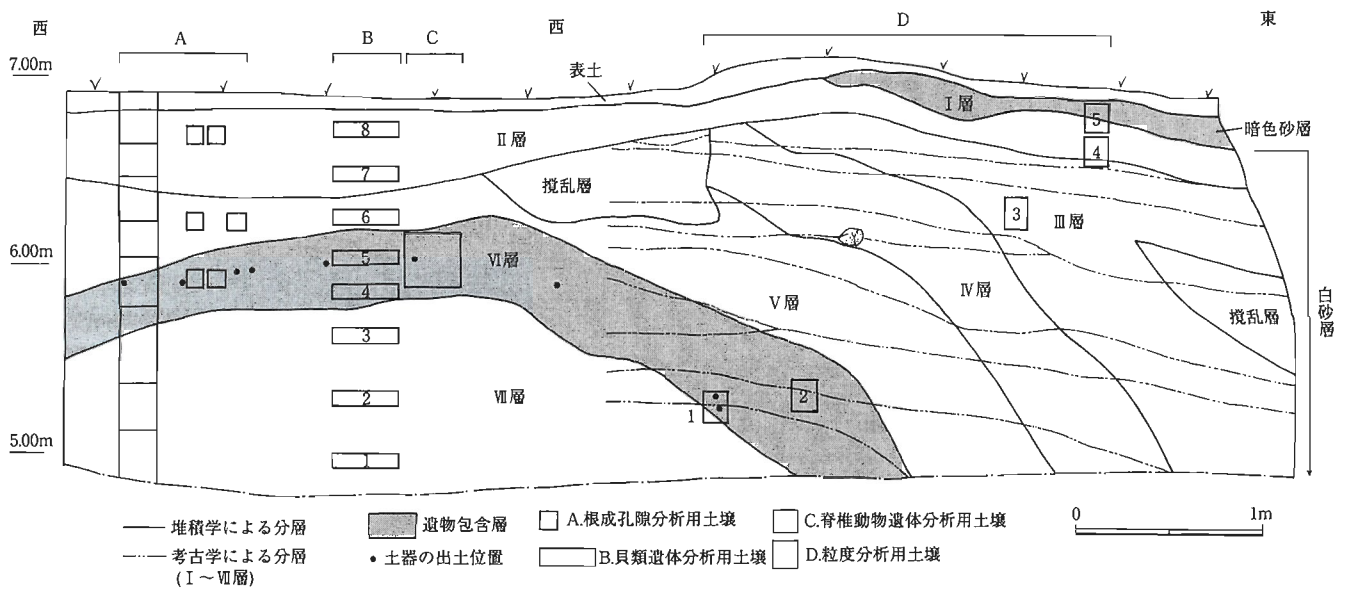 西 A B C 西 D 東
7.00m
表土
Ⅰ層
5
暗色砂層
8
Ⅱ層
4
7
攪乱層
6
3
Ⅲ層
6.00m
5
Ⅵ層
4
Ⅳ層
Ⅴ層
白砂層
攪乱層
3
2
Ⅶ層
2
1
5.00m
1
堆積学による分層
遺物包含層
A.根成孔隙分析用土壌
C.脊椎動物遺体分析用土壌
0 1m
考古学による分層
(Ⅰ～Ⅶ層)
土器の出土位置
B.貝類遺体分析用土壌
D.粒度分析用土壌